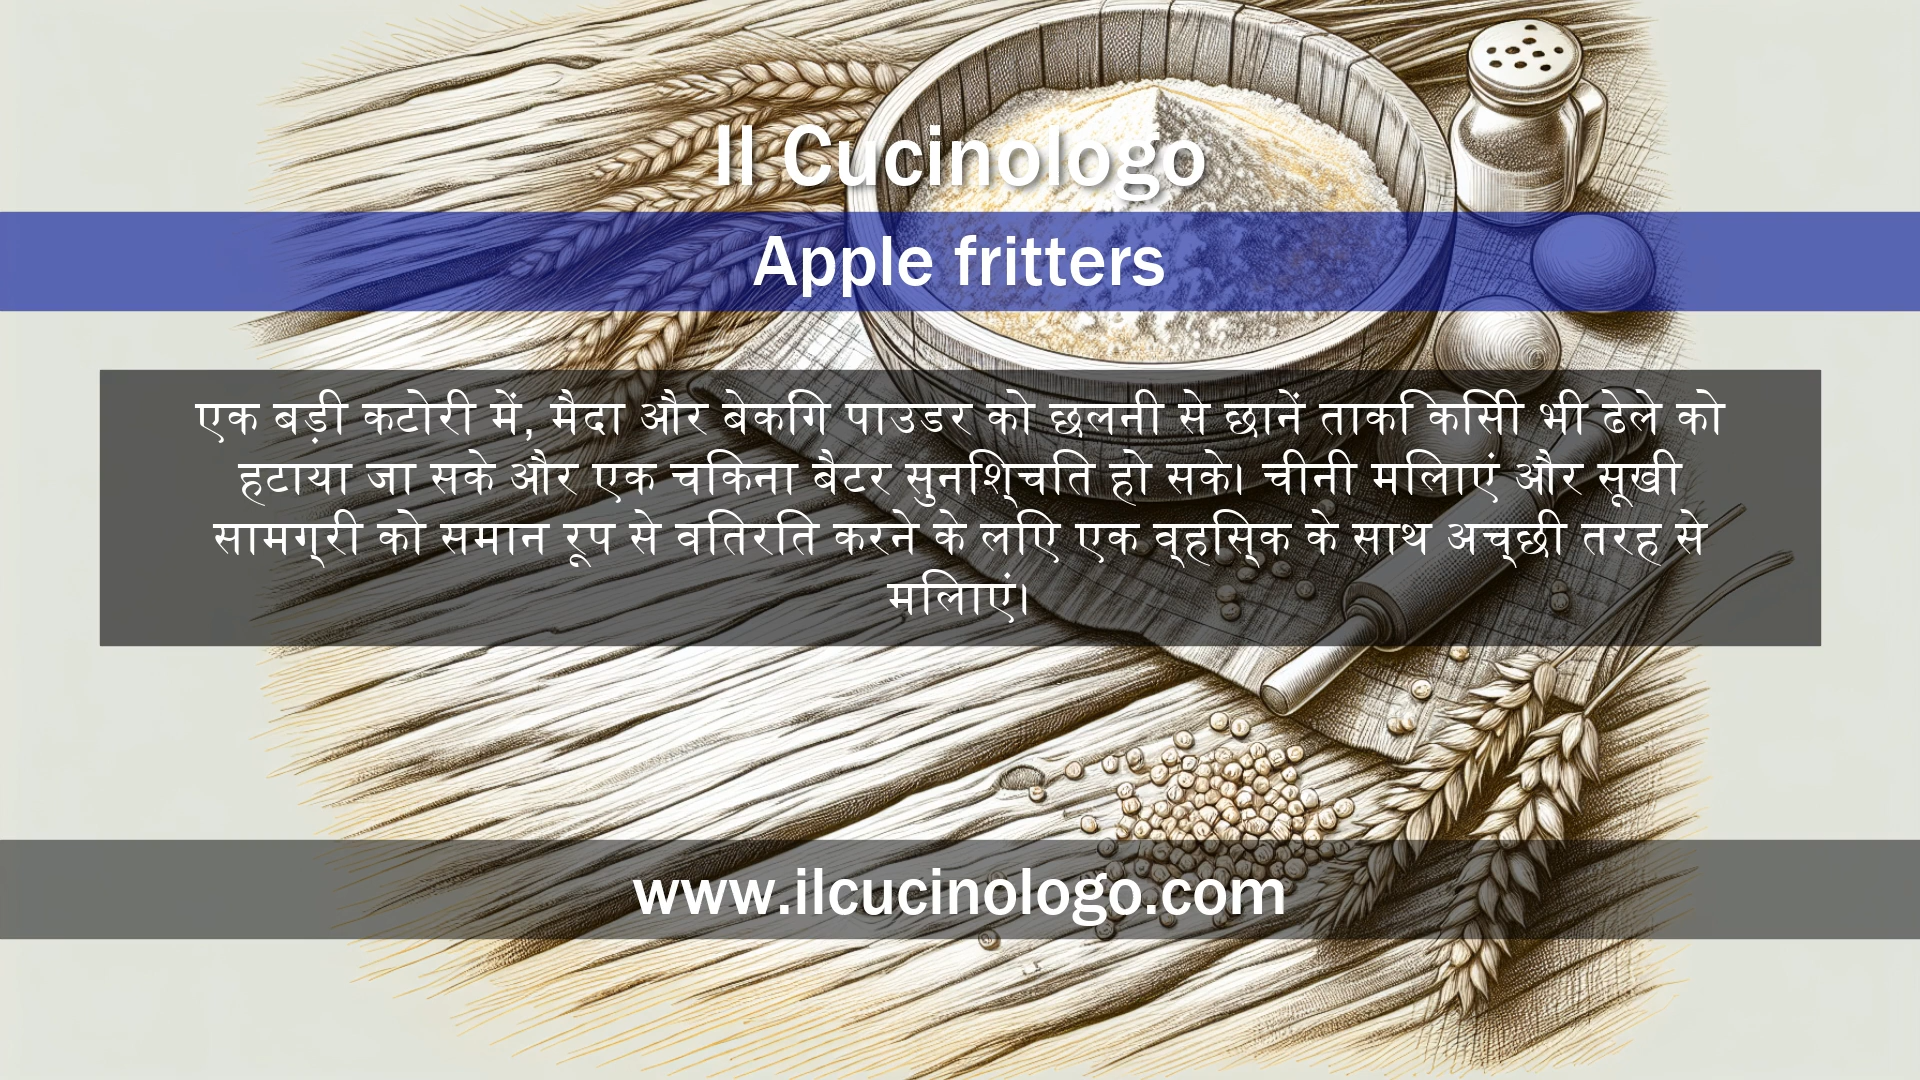 Il Cucinologo
Apple fritters
एक बड़ी कटोरी में, मैदा और बेकिंग पाउडर को छलनी से छानें ताकि किसी भी ढेले को
हटाया जा सके और एक चिकना बैटर सुनिश्चित हो सके। चीनी मिलाएं और सूखी
सामग्री को समान रूप से वितरित करने के लिए एक व्हिस्क के साथ अच्छी तरह से
मिलाएं।
www.ilcucinologo.com